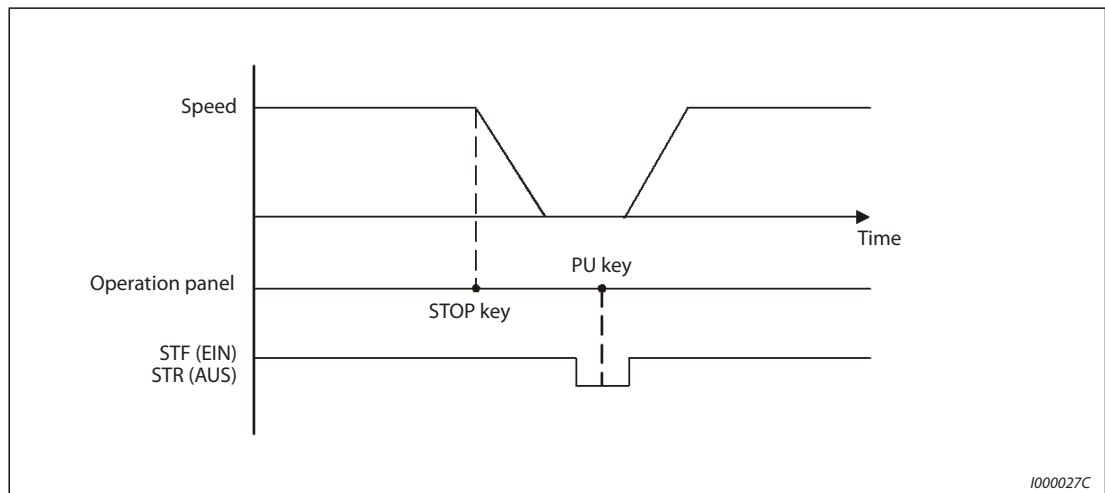 Speed
Time
PU key
Operation panel
STOP key
STF (EIN)
STR (AUS)
I000027C